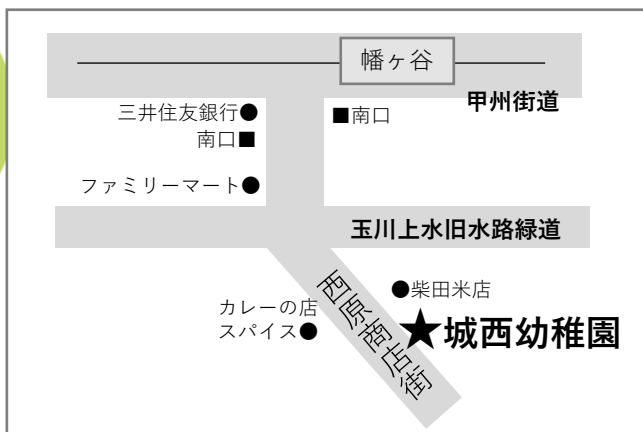 幡ヶ谷
甲州街道
三井住友銀行●
■南口
南口■
ファミリーマート●
玉川上水旧水路緑道
●柴田米店
カレーの店
スパイス●
西原商店街
★城西幼稚園